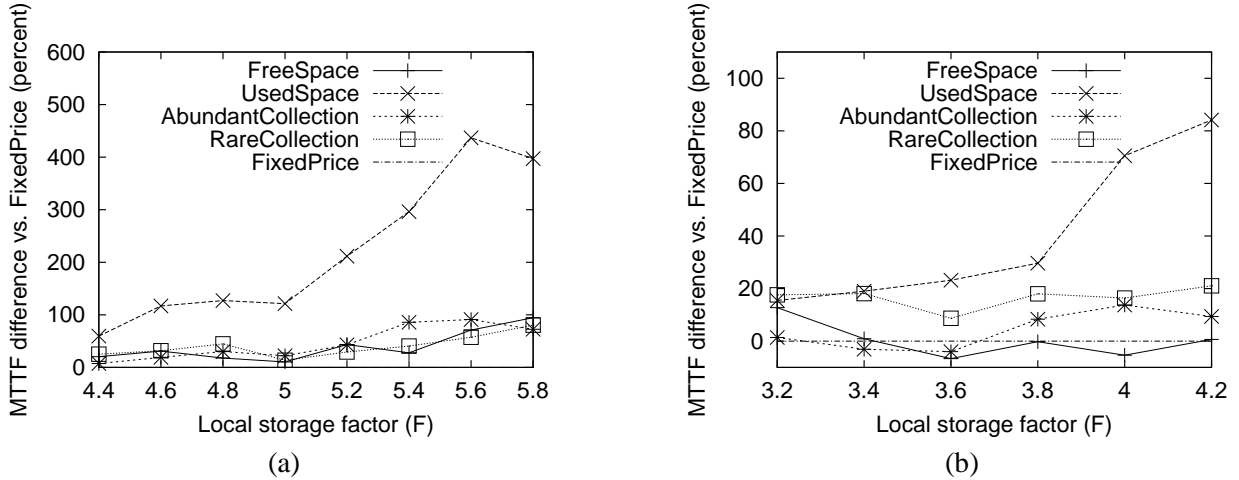 MTTF difference vs. FixedPrice (percent)
600
500
400
300
200
100
0
FreeSpace
UsedSpace
AbundantCollection
RareCollection
FixedPrice
4.4 4.6 4.8 5 5.2 5.4 5.6 5.8
Local storage factor (F)
(a)
MTTF difference vs. FixedPrice (percent)
100
80
60
40
20
0
FreeSpace
UsedSpace
AbundantCollection
RareCollection
FixedPrice
3.2 3.4 3.6 3.8 4 4.2
Local storage factor (F)
(b)